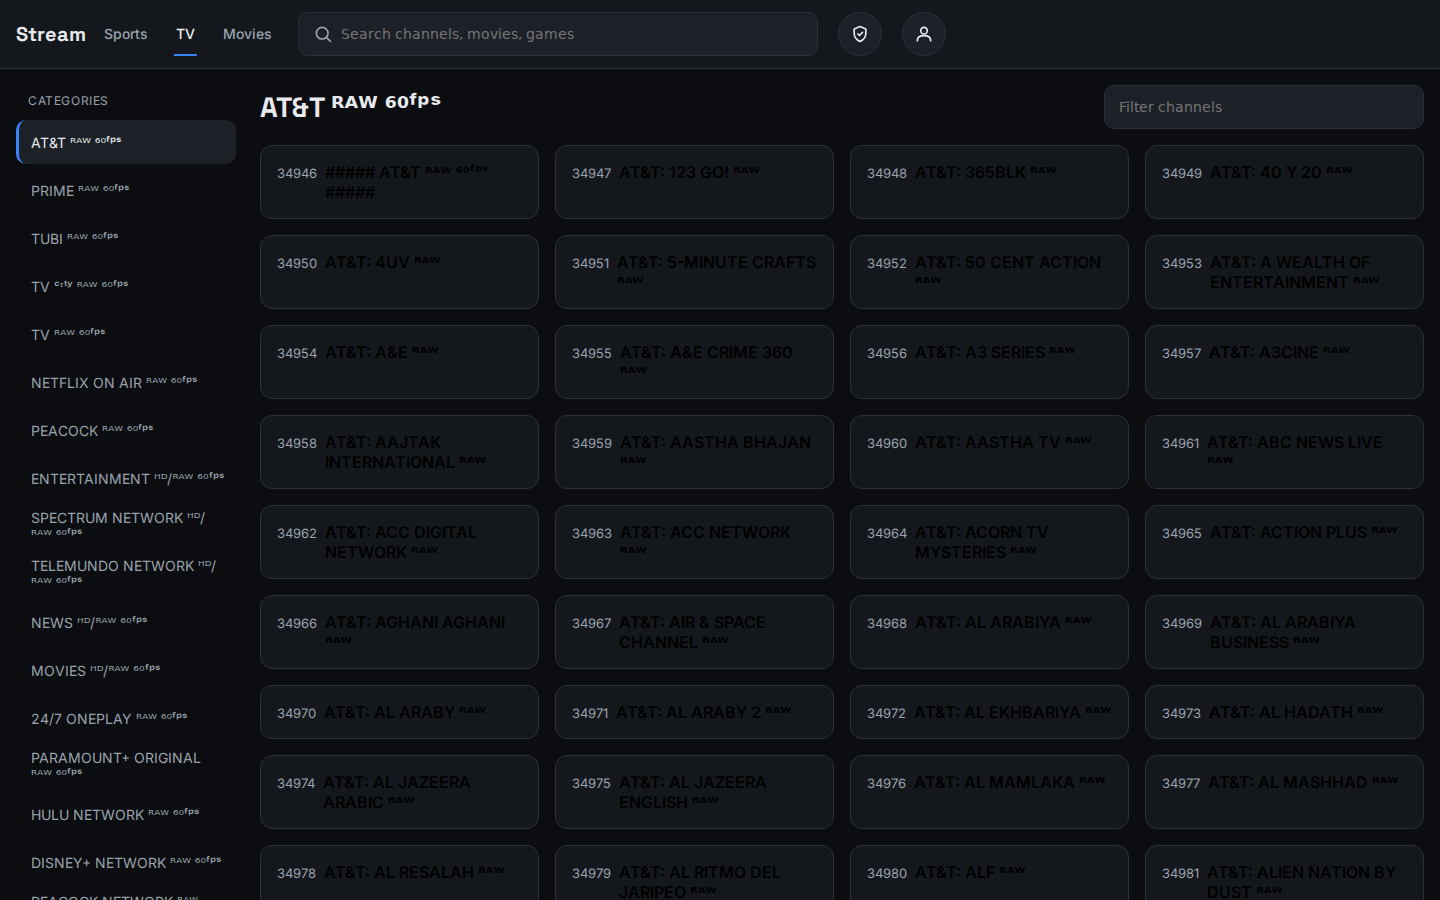 Stream
Sports
TV
Movies
Search channels, movies, games
CATEGORIES
AT&T ᴿᴬᵂ ⁶⁰ᶠᵖˢ
PRIME ᴿᴬᵂ ⁶⁰ᶠᵖˢ
TUBI ᴿᴬᵂ ⁶⁰ᶠᵖˢ
TV ᶜᶦᵗʸ ᴿᴬᵂ ⁶⁰ᶠᵖˢ
TV ᴿᴬᵂ ⁶⁰ᶠᵖˢ
NETFLIX ON AIR ᴿᴬᵂ ⁶⁰ᶠᵖˢ
PEACOCK ᴿᴬᵂ ⁶⁰ᶠᵖˢ
ENTERTAINMENT ᴴᴰ/ᴿᴬᵂ ⁶⁰ᶠᵖˢ
SPECTRUM NETWORK ᴴᴰ/
ᴿᴬᵂ ⁶⁰ᶠᵖˢ
TELEMUNDO NETWORK ᴴᴰ/
ᴿᴬᵂ ⁶⁰ᶠᵖˢ
NEWS ᴴᴰ/ᴿᴬᵂ ⁶⁰ᶠᵖˢ
MOVIES ᴴᴰ/ᴿᴬᵂ ⁶⁰ᶠᵖˢ
24/7 ONEPLAY ᴿᴬᵂ ⁶⁰ᶠᵖˢ
PARAMOUNT+ ORIGINAL
ᴿᴬᵂ ⁶⁰ᶠᵖˢ
HULU NETWORK ᴿᴬᵂ ⁶⁰ᶠᵖˢ
DISNEY+ NETWORK ᴿᴬᵂ ⁶⁰ᶠᵖˢ
PEACOCK NETWORK ᴿᴬᵂ
AT&T ᴿᴬᵂ ⁶⁰ᶠᵖˢ
Filter channels
34946 ##### AT&T ᴿᴬᵂ ⁶⁰ᶠᵖˢ
#####
34947 AT&T: 123 GO! ᴿᴬᵂ
34948 AT&T: 365BLK ᴿᴬᵂ
34949 AT&T: 40 Y 20 ᴿᴬᵂ
34950 AT&T: 4UV ᴿᴬᵂ
34951 AT&T: 5-MINUTE CRAFTS
ᴿᴬᵂ
34952 AT&T: 50 CENT ACTION
ᴿᴬᵂ
34953 AT&T: A WEALTH OF
ENTERTAINMENT ᴿᴬᵂ
34954 AT&T: A&E ᴿᴬᵂ
34955 AT&T: A&E CRIME 360
ᴿᴬᵂ
34956 AT&T: A3 SERIES ᴿᴬᵂ
34957 AT&T: A3CINE ᴿᴬᵂ
34958 AT&T: AAJTAK
INTERNATIONAL ᴿᴬᵂ
34959 AT&T: AASTHA BHAJAN
ᴿᴬᵂ
34960 AT&T: AASTHA TV ᴿᴬᵂ
34961 AT&T: ABC NEWS LIVE
ᴿᴬᵂ
34962 AT&T: ACC DIGITAL
NETWORK ᴿᴬᵂ
34963 AT&T: ACC NETWORK
ᴿᴬᵂ
34964 AT&T: ACORN TV
MYSTERIES ᴿᴬᵂ
34965 AT&T: ACTION PLUS ᴿᴬᵂ
34966 AT&T: AGHANI AGHANI
ᴿᴬᵂ
34967 AT&T: AIR & SPACE
CHANNEL ᴿᴬᵂ
34968 AT&T: AL ARABIYA ᴿᴬᵂ
34969 AT&T: AL ARABIYA
BUSINESS ᴿᴬᵂ
34970 AT&T: AL ARABY ᴿᴬᵂ
34971 AT&T: AL ARABY 2 ᴿᴬᵂ
34972 AT&T: AL EKHBARIYA ᴿᴬᵂ
34973 AT&T: AL HADATH ᴿᴬᵂ
34974 AT&T: AL JAZEERA
ARABIC ᴿᴬᵂ
34975 AT&T: AL JAZEERA
ENGLISH ᴿᴬᵂ
34976 AT&T: AL MAMLAKA ᴿᴬᵂ
34977 AT&T: AL MASHHAD ᴿᴬᵂ
34978 AT&T: AL RESALAH ᴿᴬᵂ
34979 AT&T: AL RITMO DEL
JARIPEO ᴿᴬᵂ
34980 AT&T: ALF ᴿᴬᵂ
34981 AT&T: ALIEN NATION BY
DUST ᴿᴬᵂ